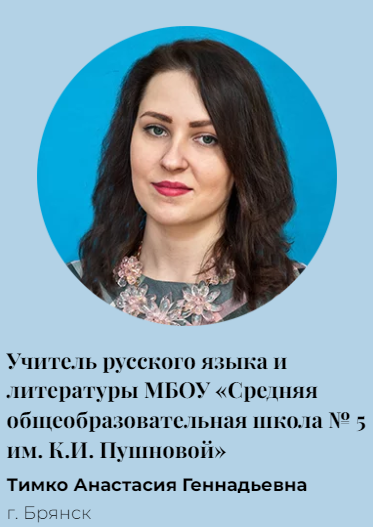 Учитель русского языка и
литературы МБОУ «Средняя
общеобразовательная школа № 5
им. К.И. Пушновой»
Тимко Анастасия Геннадьевна
г. Брянск